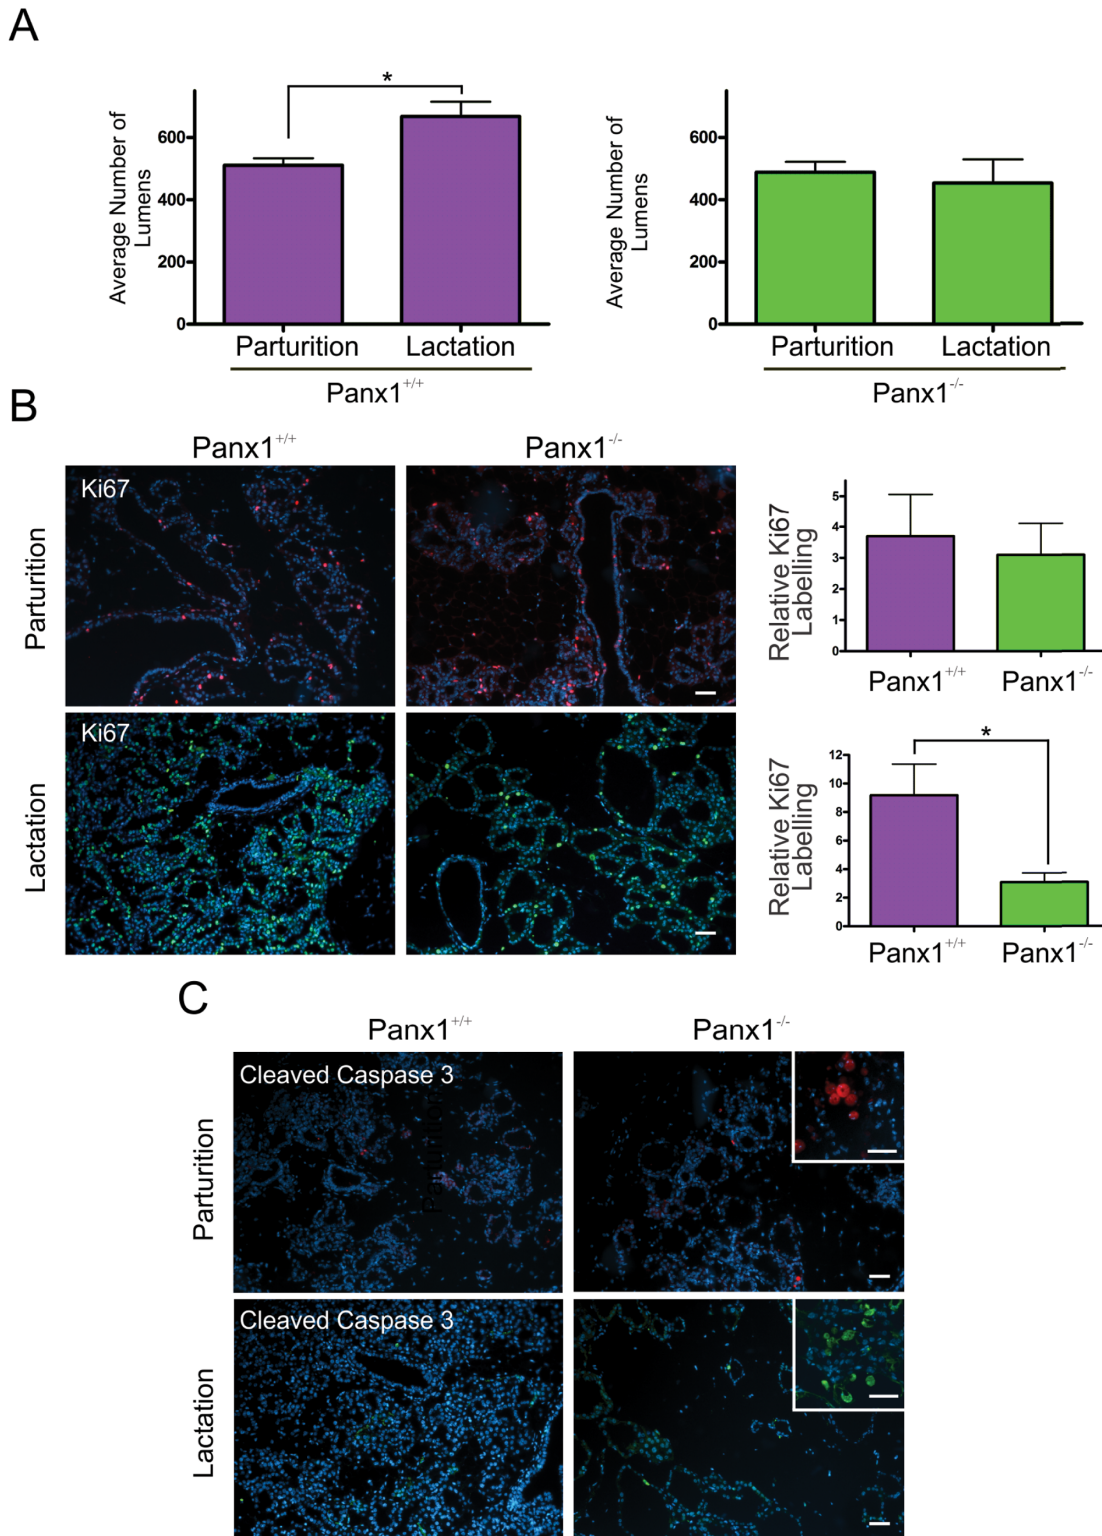 A
*
Average Number of
Lumens
600
400
200
0
Parturition Lactation
Panx1+/+
Average Number of
Lumens
600
400
200
0
Parturition Lactation
Panx1-/-
B
Panx1+/+ Panx1-/-
Parturition
Ki67
Relative Ki67
Labelling
5
4
3
2
1
0
Panx1+/+ Panx1-/-
Lactation
Ki67
*
Relative Ki67
Labelling
12
10
8
6
4
2
0
Panx1+/+ Panx1-/-
C
Panx1+/+ Panx1-/-
Parturition
Cleaved Caspase 3
Parturition
Lactation
Cleaved Caspase 3